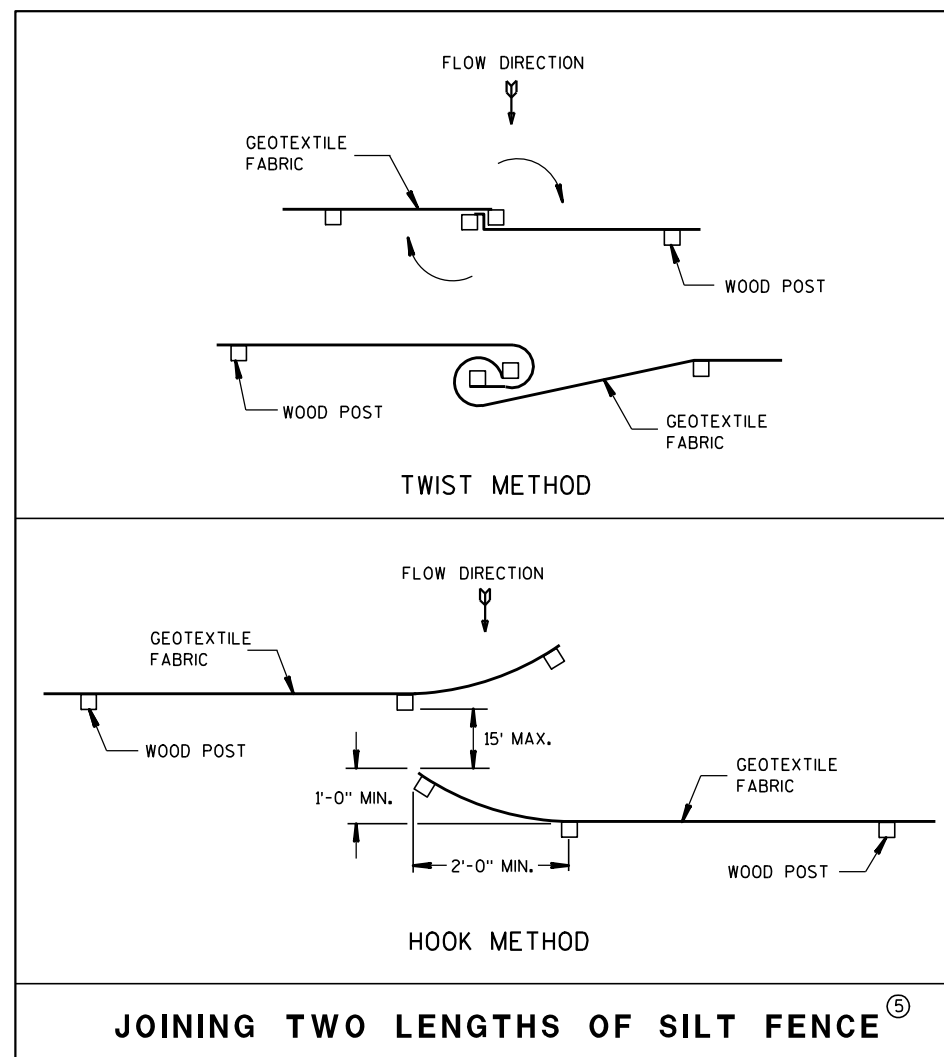 FLOW DIRECTION
GEOTEXTILE
FABRIC
WOOD POST
WOOD POST
GEOTEXTILE
FABRIC
TWIST METHOD
FLOW DIRECTION
GEOTEXTILE
FABRIC
WOOD POST
15' MAX.
GEOTEXTILE
FABRIC
1'-0" MIN.
2'-0" MIN.
WOOD POST
HOOK METHOD
JOINING TWO LENGTHS OF SILT FENCE ⑤